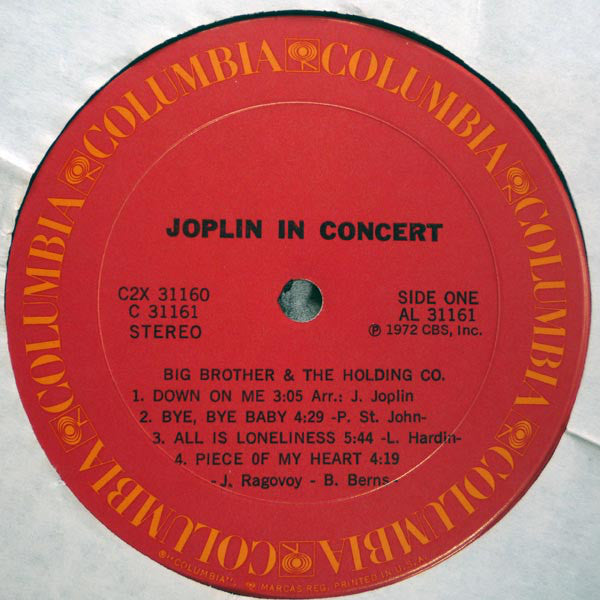 COLUMBIA COLUMBIA COLUMBIA COLUMBIA COLUMBIA COLUMBIA
JOPLIN IN CONCERT
C2X 31160
C 31161
STEREO
SIDE ONE
AL 31161
Ⓟ 1972 CBS, Inc.
BIG BROTHER & THE HOLDING CO.
1. DOWN ON ME 3:05 Arr.: J. Joplin
2. BYE, BYE BABY 4:29 -P. St. John-
3. ALL IS LONELINESS 5:44 -L. Hardin-
4. PIECE OF MY HEART 4:19
-J. Ragovoy - B. Berns-
® "COLUMBIA", MARCAS REG. PRINTED IN U.S.A.